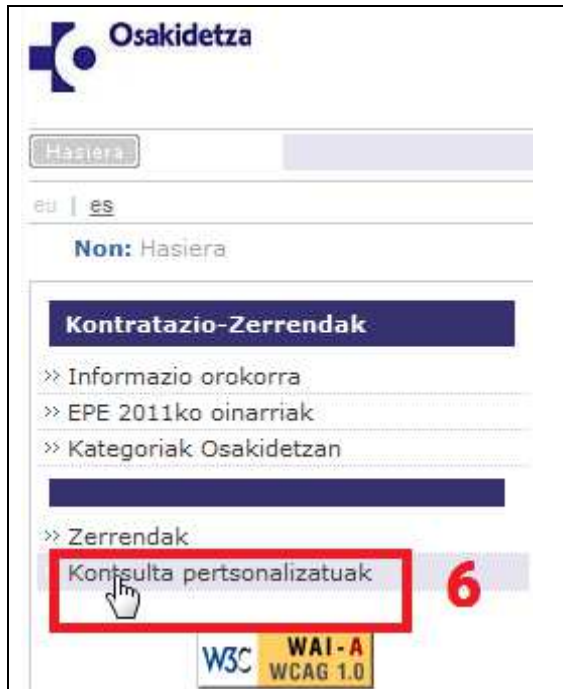 Osakidetza
Hasiera
eu | es
Non: Hasiera
Kontratazio-Zerrendak
›› Informazio orokorra
›› EPE 2011ko oinarriak
›› Kategoriak Osakidetzan
›› Zerrendak
Kontsulta pertsonalizatuak
6
W3C WAI-A
WCAG 1.0